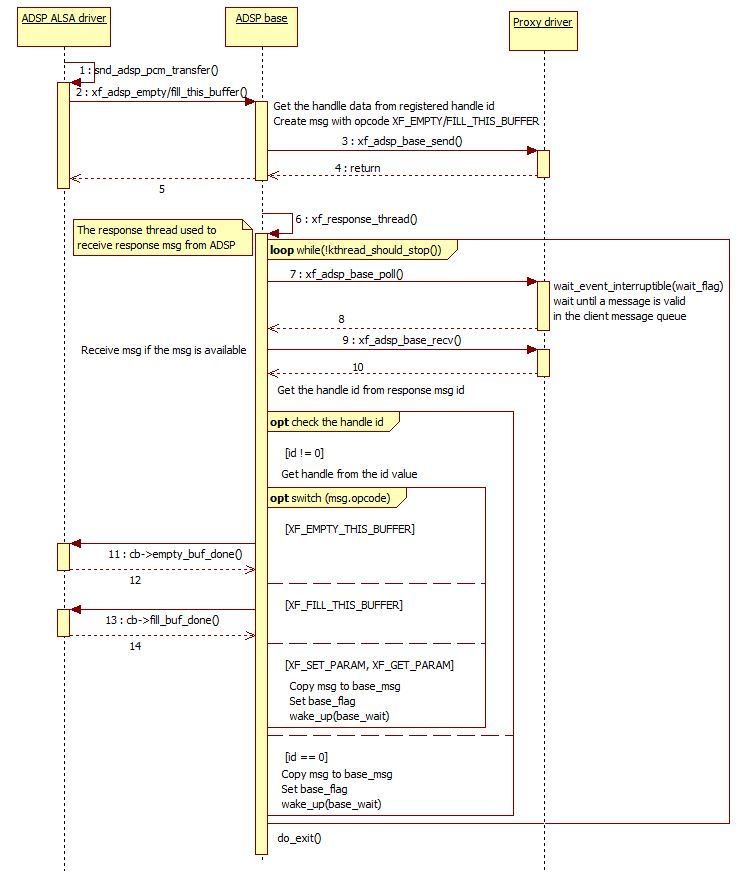 ADSP ALSA driver
ADSP base
Proxy driver
1 : snd_adsp_pcm_transfer()
2 : xf_adsp_empty/fill_this_buffer()
Get the handlle data from registered handle id
Create msg with opcode XF_EMPTY/FILL_THIS_BUFFER
3 : xf_adsp_base_send()
4 : return
5
6 : xf_response_thread()
The response thread used to
receive response msg from ADSP
loop while(!kthread_should_stop())
7 : xf_adsp_base_poll()
wait_event_interruptible(wait_flag)
wait until a message is valid
in the client message queue
8
9 : xf_adsp_base_recv()
Receive msg if the msg is available
10
Get the handle id from response msg id
opt check the handle id
[id != 0]
Get handle from the id value
opt switch (msg.opcode)
[XF_EMPTY_THIS_BUFFER]
11 : cb->empty_buf_done()
12
[XF_FILL_THIS_BUFFER]
13 : cb->fill_buf_done()
14
[XF_SET_PARAM, XF_GET_PARAM]
Copy msg to base_msg
Set base_flag
wake_up(base_wait)
[id == 0]
Copy msg to base_msg
Set base_flag
wake_up(base_wait)
do_exit()